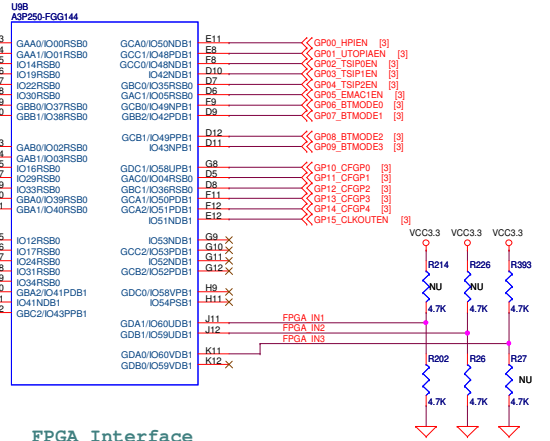 U9B
A3P250-FGG144
GAA0/IO00RSB0 GCA0/IO50NDB1 E11 GP00_HPIEN [3]
GAA1/IO01RSB0 GCC1/IO48PDB1 E8 GP01_UTOPIAEN [3]
IO14RSB0 GCC0/IO48NDB1 F8 GP02_TSIP0EN [3]
IO19RSB0 IO42NDB1 D10 GP03_TSIP1EN [3]
IO22RSB0 GBC0/IO35RSB0 D7 GP04_TSIP2EN [3]
IO30RSB0 GAC1/IO05RSB0 D6 GP05_EMAC1EN [3]
GBB0/IO37RSB0 GCB0/IO49NPB1 F9 GP06_BTMODE0 [3]
GBB1/IO38RSB0 GBB2/IO42PDB1 D9 GP07_BTMODE1 [3]
GCB1/IO49PPB1 D12 GP08_BTMODE2 [3]
GAB0/IO02RSB0 IO43NPB1 D11 GP09_BTMODE3 [3]
GAB1/IO03RSB0
IO16RSB0 GDC1/IO58UPB1 G8 GP10_CFGP0 [3]
IO29RSB0 GAC0/IO04RSB0 D5 GP11_CFGP1 [3]
IO33RSB0 GBC1/IO36RSB0 D8 GP12_CFGP2 [3]
GBA0/IO39RSB0 GCA1/IO50PDB1 F11 GP13_CFGP3 [3]
GBA1/IO40RSB0 GCA2/IO51PDB1 F12 GP14_CFGP4 [3]
IO51NDB1 E12 GP15_CLKOUTEN [3]
VCC3.3 VCC3.3 VCC3.3
IO12RSB0 IO53NDB1 G9
IO17RSB0 GCC2/IO53PDB1 G10
IO24RSB0 IO52NDB1 G11
IO31RSB0 GCB2/IO52PDB1 G12
IO34RSB0
GBA2/IO41PDB1 GDC0/IO58VPB1 H9
IO41NDB1 IO54PSB1 H11
GBC2/IO43PPB1
R214 R226 R393
NU NU
4.7K 4.7K 4.7K
GDA1/IO60UDB1 J11 FPGA_IN1
GDB1/IO59UDB1 J12 FPGA_IN2
FPGA_IN3
GDA0/IO60VDB1 K11
GDB0/IO59VDB1 K12
R202 R26 R27
NU
4.7K 4.7K 4.7K
FPGA Interface